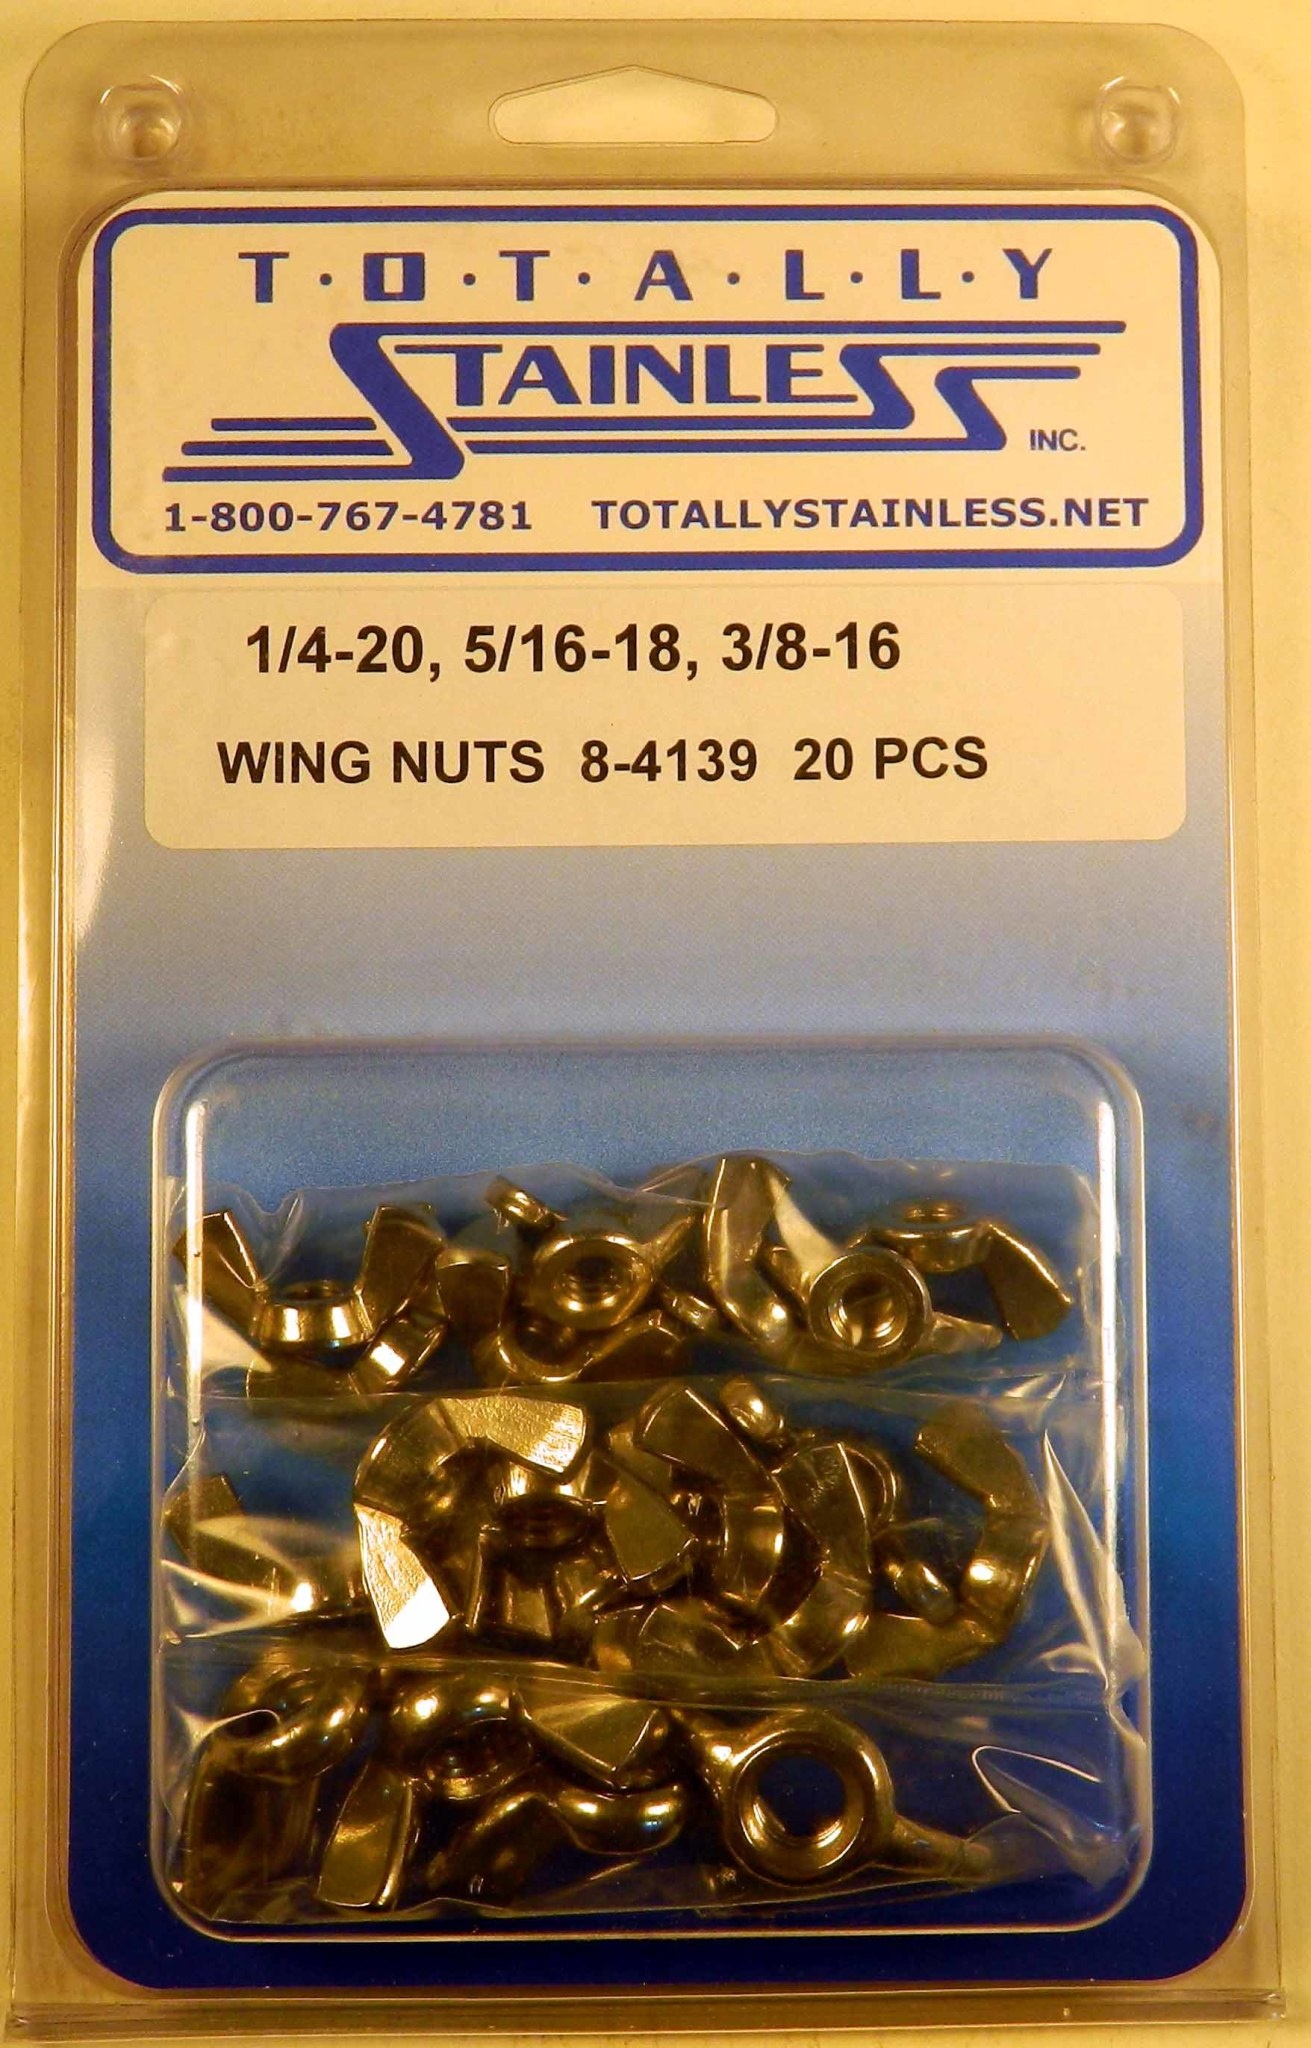 T·O·T·A·L·L·Y
STAINLESS
INC.
1-800-767-4781 TOTALLYSTAINLESS.NET
1/4-20, 5/16-18, 3/8-16
WING NUTS 8-4139 20 PCS